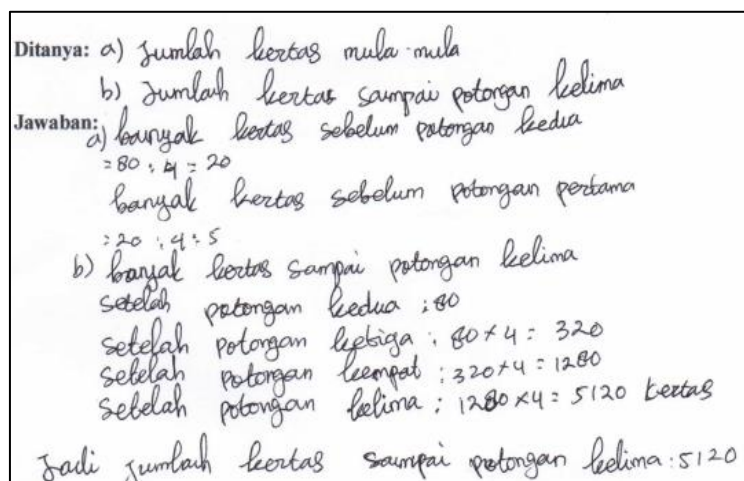 Ditanya: a) Jumlah kertas mula-mula
b) Jumlah kertas sampai potongan kelima
Jawaban:
a) banyak kertas sebelum potongan kedua
= 80 : 4 = 20
banyak kertas sebelum potongan pertama
: 20 : 4 : 5
b) banyak kertas sampai potongan kelima
setelah potongan kedua : 80
setelah potongan ketiga : 80 x 4 = 320
setelah potongan keempat : 320 x 4 = 1280
setelah potongan kelima : 1280 x 4 = 5120 kertas
Jadi jumlah kertas sampai potongan kelima : 5120